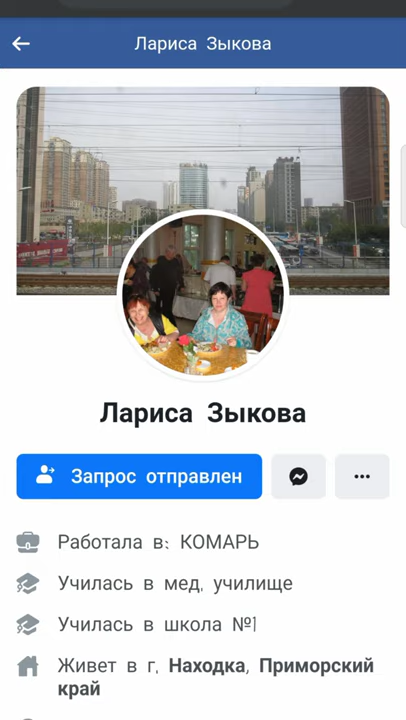 Лариса Зыкова
Лариса Зыкова
Запрос отправлен
Работала в: КОМАРЬ
Училась в мед. училище
Училась в школа №1
Живет в г. Находка, Приморский
край